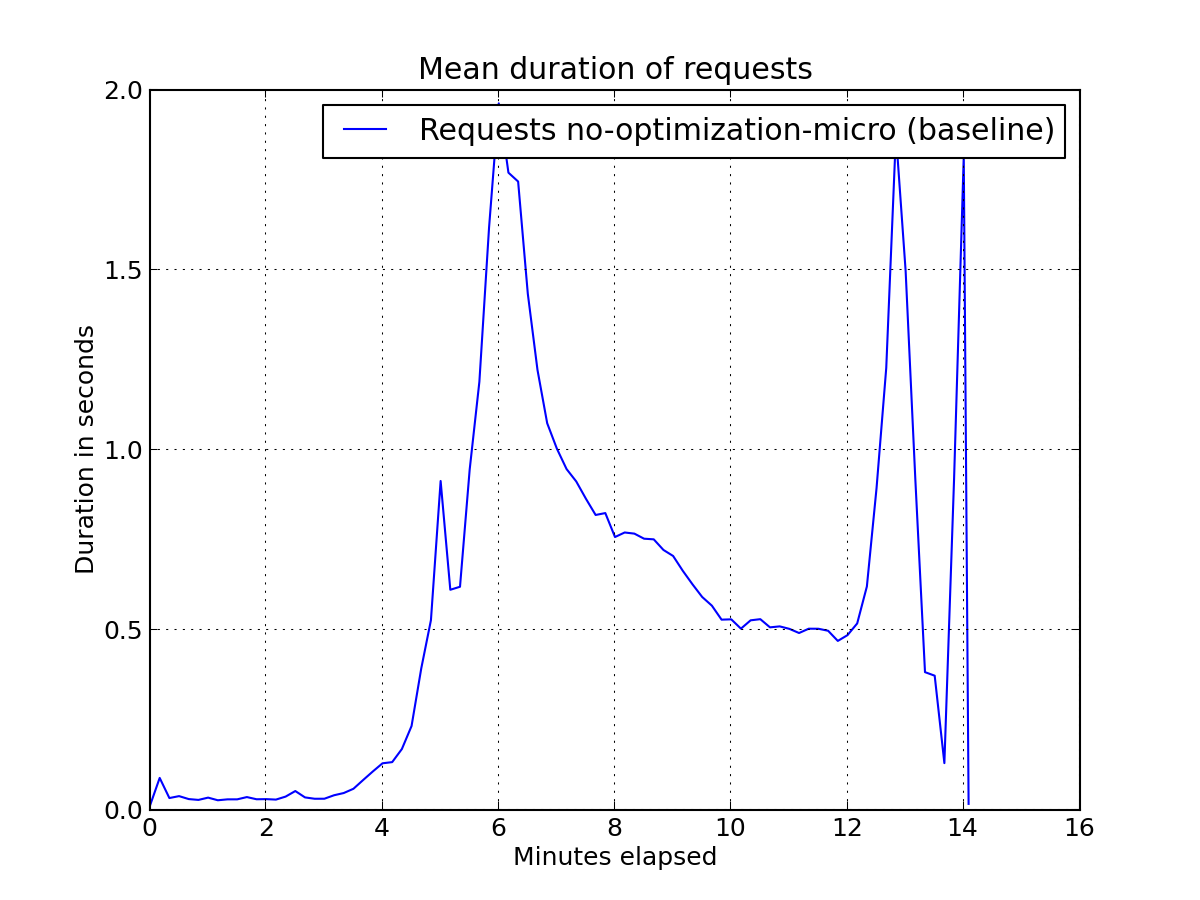 Mean duration of requests
Requests no-optimization-micro (baseline)
Duration in seconds
2.0
1.5
1.0
0.5
0.0
0 2 4 6 8 10 12 14 16
Minutes elapsed